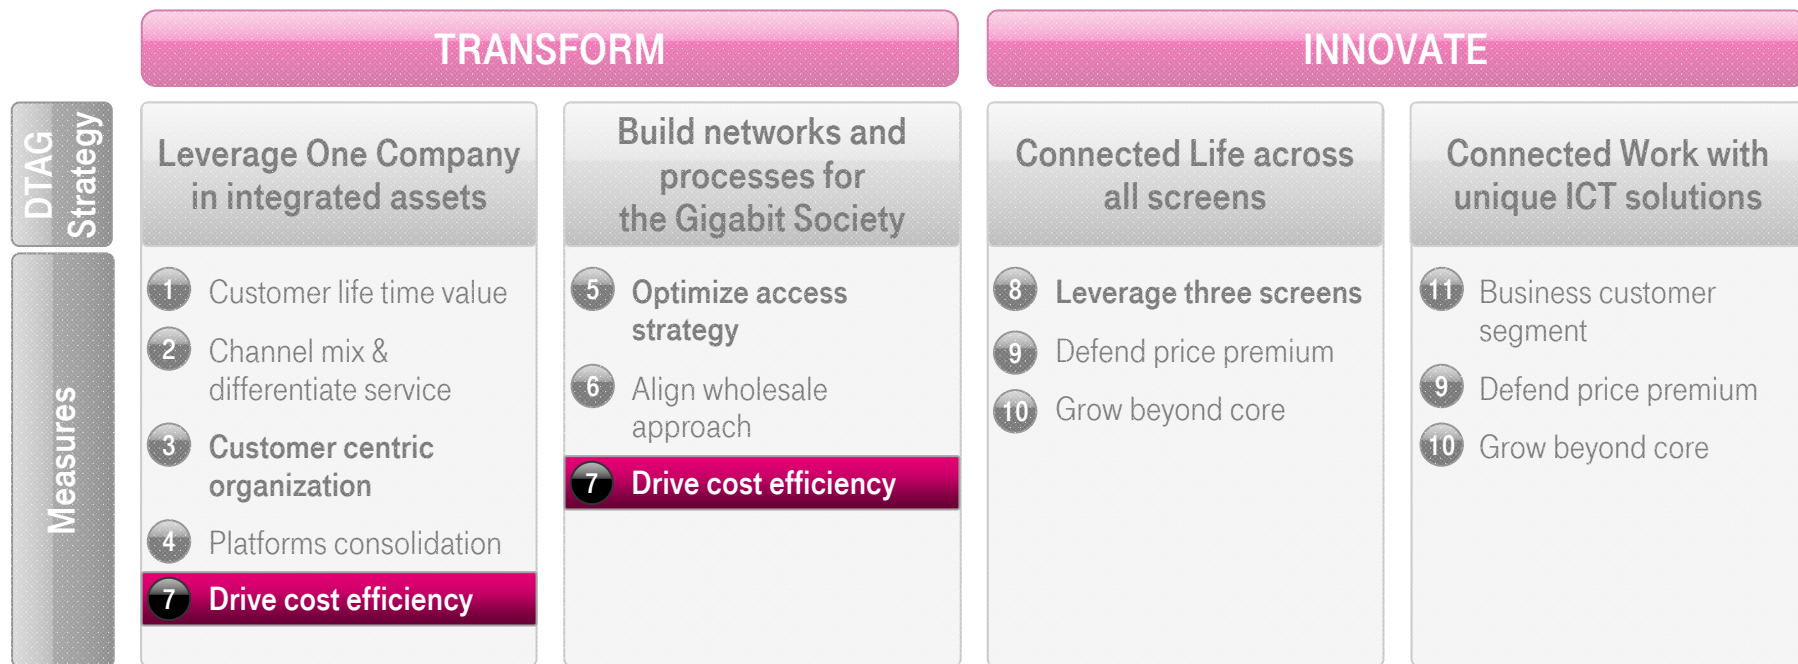 TRANSFORM
INNOVATE
DTAG
Strategy
Leverage One Company
in integrated assets
Build networks and
processes for
the Gigabit Society
Connected Life across
all screens
Connected Work with
unique ICT solutions
Measures
1 Customer life time value
2 Channel mix &
differentiate service
3 Customer centric
organization
4 Platforms consolidation
7 Drive cost efficiency
5 Optimize access
strategy
6 Align wholesale
approach
7 Drive cost efficiency
8 Leverage three screens
9 Defend price premium
10 Grow beyond core
11 Business customer
segment
9 Defend price premium
10 Grow beyond core